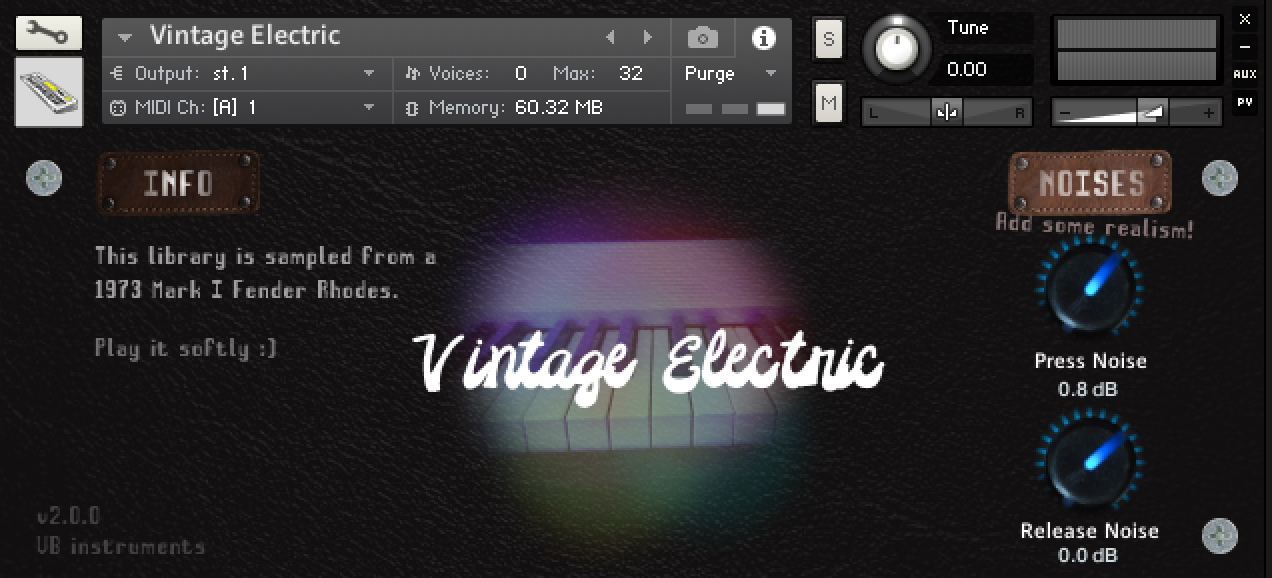 Vintage Electric
Output: st. 1
Voices: 0 Max: 32
Purge
MIDI Ch: [A] 1
Memory: 60.32 MB
S
M
Tune
0.00
L R
- +
X
–
AUX
PV
INFO
This library is sampled from a
1973 Mark I Fender Rhodes.
Play it softly :)
Vintage Electric
NOISES
Add some realism!
Press Noise
0.8 dB
Release Noise
0.0 dB
v2.0.0
VB instruments